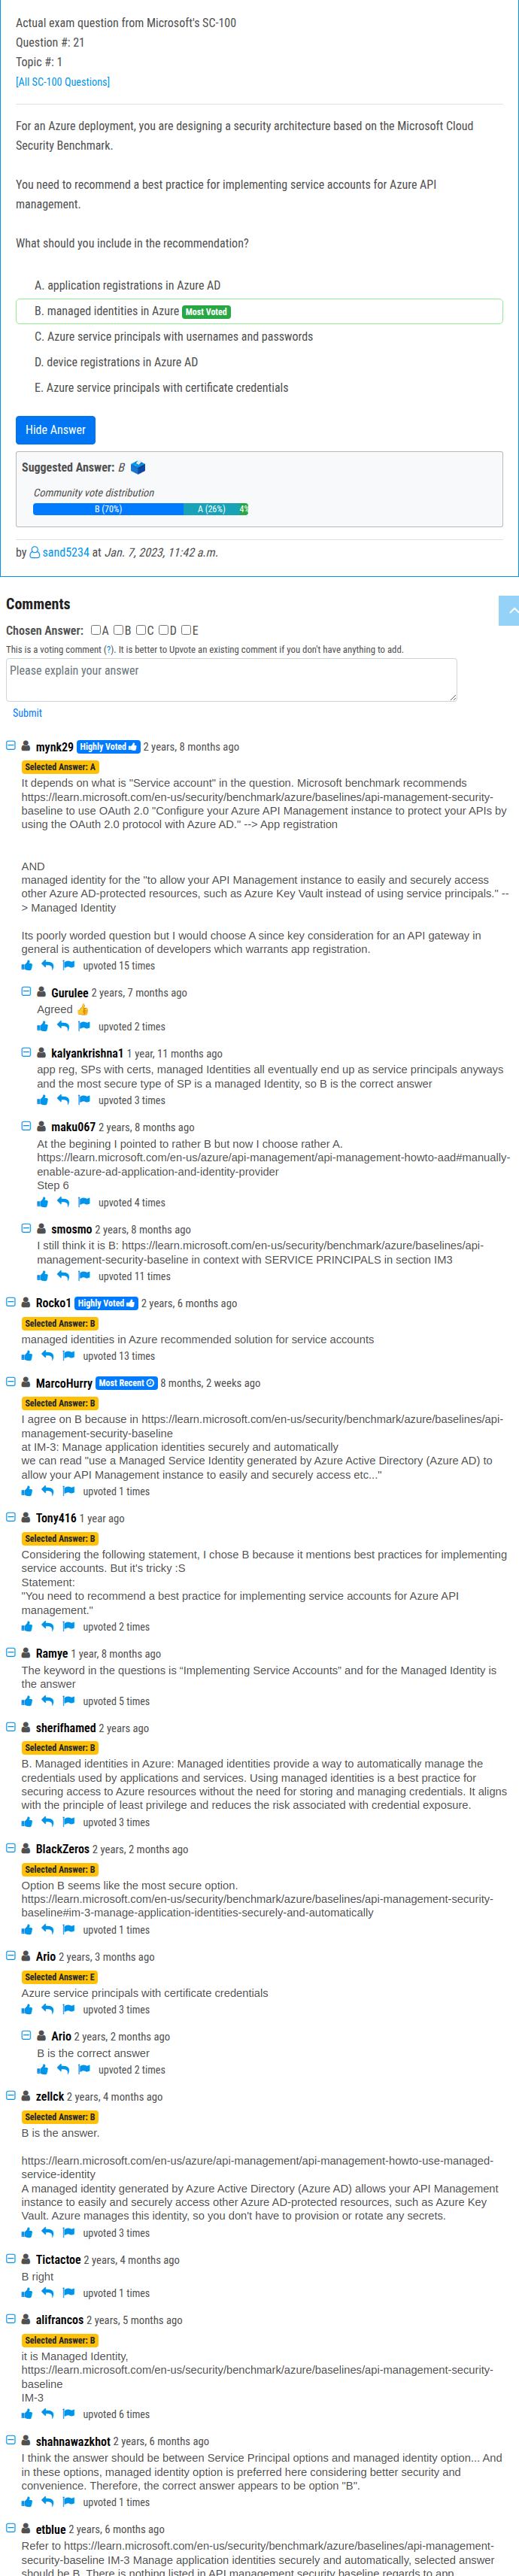 Actual exam question from Microsoft's SC-100
Question #: 21
Topic #: 1
[All SC-100 Questions]
For an Azure deployment, you are designing a security architecture based on the Microsoft Cloud
Security Benchmark.
You need to recommend a best practice for implementing service accounts for Azure API
management.
What should you include in the recommendation?
A. application registrations in Azure AD
B. managed identities in Azure Most Voted
C. Azure service principals with usernames and passwords
D. device registrations in Azure AD
E. Azure service principals with certificate credentials
Hide Answer
Suggested Answer: B
Community vote distribution
B (70%) A (26%) 4%
by sand5234 at Jan. 7, 2023, 11:42 a.m.
Comments
Chosen Answer: A B C D E
This is a voting comment (?). It is better to Upvote an existing comment if you don't have anything to add.
Please explain your answer
Submit
mynk29 Highly Voted 2 years, 8 months ago
Selected Answer: A
It depends on what is "Service account" in the question. Microsoft benchmark recommends
https://learn.microsoft.com/en-us/security/benchmark/azure/baselines/api-management-security-
baseline to use OAuth 2.0 "Configure your Azure API Management instance to protect your APIs by
using the OAuth 2.0 protocol with Azure AD." --> App registration
AND
managed identity for the "to allow your API Management instance to easily and securely access
other Azure AD-protected resources, such as Azure Key Vault instead of using service principals." --
> Managed Identity
Its poorly worded question but I would choose A since key consideration for an API gateway in
general is authentication of developers which warrants app registration.
upvoted 15 times
Gurulee 2 years, 7 months ago
Agreed 👍
upvoted 2 times
kalyankrishna1 1 year, 11 months ago
app reg, SPs with certs, managed Identities all eventually end up as service principals anyways
and the most secure type of SP is a managed Identity, so B is the correct answer
upvoted 3 times
maku067 2 years, 8 months ago
At the begining I pointed to rather B but now I choose rather A.
https://learn.microsoft.com/en-us/azure/api-management/api-management-howto-aad#manually-
enable-azure-ad-application-and-identity-provider
Step 6
upvoted 4 times
smosmo 2 years, 8 months ago
I still think it is B: https://learn.microsoft.com/en-us/security/benchmark/azure/baselines/api-
management-security-baseline in context with SERVICE PRINCIPALS in section IM3
upvoted 11 times
Rocko1 Highly Voted 2 years, 6 months ago
Selected Answer: B
managed identities in Azure recommended solution for service accounts
upvoted 13 times
MarcoHurry Most Recent 8 months, 2 weeks ago
Selected Answer: B
I agree on B because in https://learn.microsoft.com/en-us/security/benchmark/azure/baselines/api-
management-security-baseline
at IM-3: Manage application identities securely and automatically
we can read "use a Managed Service Identity generated by Azure Active Directory (Azure AD) to
allow your API Management instance to easily and securely access etc..."
upvoted 1 times
Tony416 1 year ago
Selected Answer: B
Considering the following statement, I chose B because it mentions best practices for implementing
service accounts. But it's tricky :S
Statement:
"You need to recommend a best practice for implementing service accounts for Azure API
management."
upvoted 2 times
Ramye 1 year, 8 months ago
The keyword in the questions is “Implementing Service Accounts” and for the Managed Identity is
the answer
upvoted 5 times
sherifhamed 2 years ago
Selected Answer: B
B. Managed identities in Azure: Managed identities provide a way to automatically manage the
credentials used by applications and services. Using managed identities is a best practice for
securing access to Azure resources without the need for storing and managing credentials. It aligns
with the principle of least privilege and reduces the risk associated with credential exposure.
upvoted 3 times
BlackZeros 2 years, 2 months ago
Selected Answer: B
Option B seems like the most secure option.
https://learn.microsoft.com/en-us/security/benchmark/azure/baselines/api-management-security-
baseline#im-3-manage-application-identities-securely-and-automatically
upvoted 1 times
Ario 2 years, 3 months ago
Selected Answer: E
Azure service principals with certificate credentials
upvoted 3 times
Ario 2 years, 2 months ago
B is the correct answer
upvoted 2 times
zellck 2 years, 4 months ago
Selected Answer: B
B is the answer.
https://learn.microsoft.com/en-us/azure/api-management/api-management-howto-use-managed-
service-identity
A managed identity generated by Azure Active Directory (Azure AD) allows your API Management
instance to easily and securely access other Azure AD-protected resources, such as Azure Key
Vault. Azure manages this identity, so you don't have to provision or rotate any secrets.
upvoted 3 times
Tictactoe 2 years, 4 months ago
B right
upvoted 1 times
alifrancos 2 years, 5 months ago
Selected Answer: B
it is Managed Identity,
https://learn.microsoft.com/en-us/security/benchmark/azure/baselines/api-management-security-
baseline
IM-3
upvoted 6 times
shahnawazkhot 2 years, 6 months ago
I think the answer should be between Service Principal options and managed identity option... And
in these options, managed identity option is preferred here considering better security and
convenience. Therefore, the correct answer appears to be option "B".
upvoted 1 times
etblue 2 years, 6 months ago
Refer to https://learn.microsoft.com/en-us/security/benchmark/azure/baselines/api-management-
security-baseline IM-3 Manage application identities securely and automatically, selected answer
should be B. There is nothing listed in API management security baseline regards to app